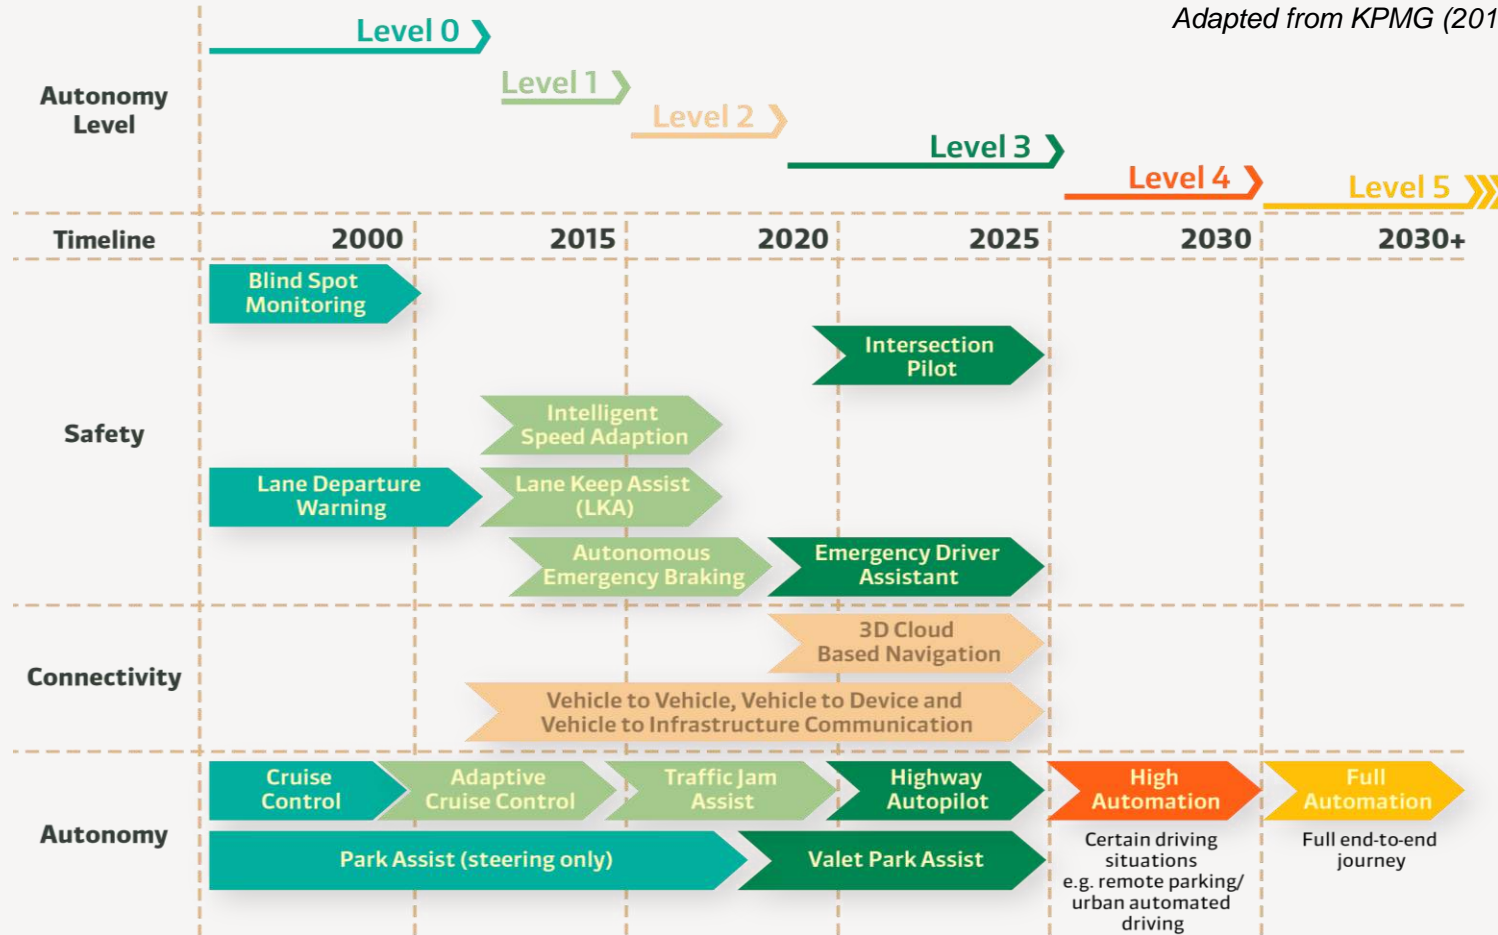 Adapted from KPMG (201
Level 0
Level 1
Level 2
Level 3
Level 4
Level 5
Autonomy
Level
Timeline
2000
2015
2020
2025
2030
2030+
Safety
Blind Spot
Monitoring
Intersection
Pilot
Intelligent
Speed Adaption
Lane Departure
Warning
Lane Keep Assist
(LKA)
Autonomous
Emergency Braking
Emergency Driver
Assistant
Connectivity
3D Cloud
Based Navigation
Vehicle to Vehicle, Vehicle to Device and
Vehicle to Infrastructure Communication
Autonomy
Cruise
Control
Adaptive
Cruise Control
Traffic Jam
Assist
Highway
Autopilot
High
Automation
Full
Automation
Park Assist (steering only)
Valet Park Assist
Certain driving
situations
e.g. remote parking/
urban automated
driving
Full end-to-end
journey